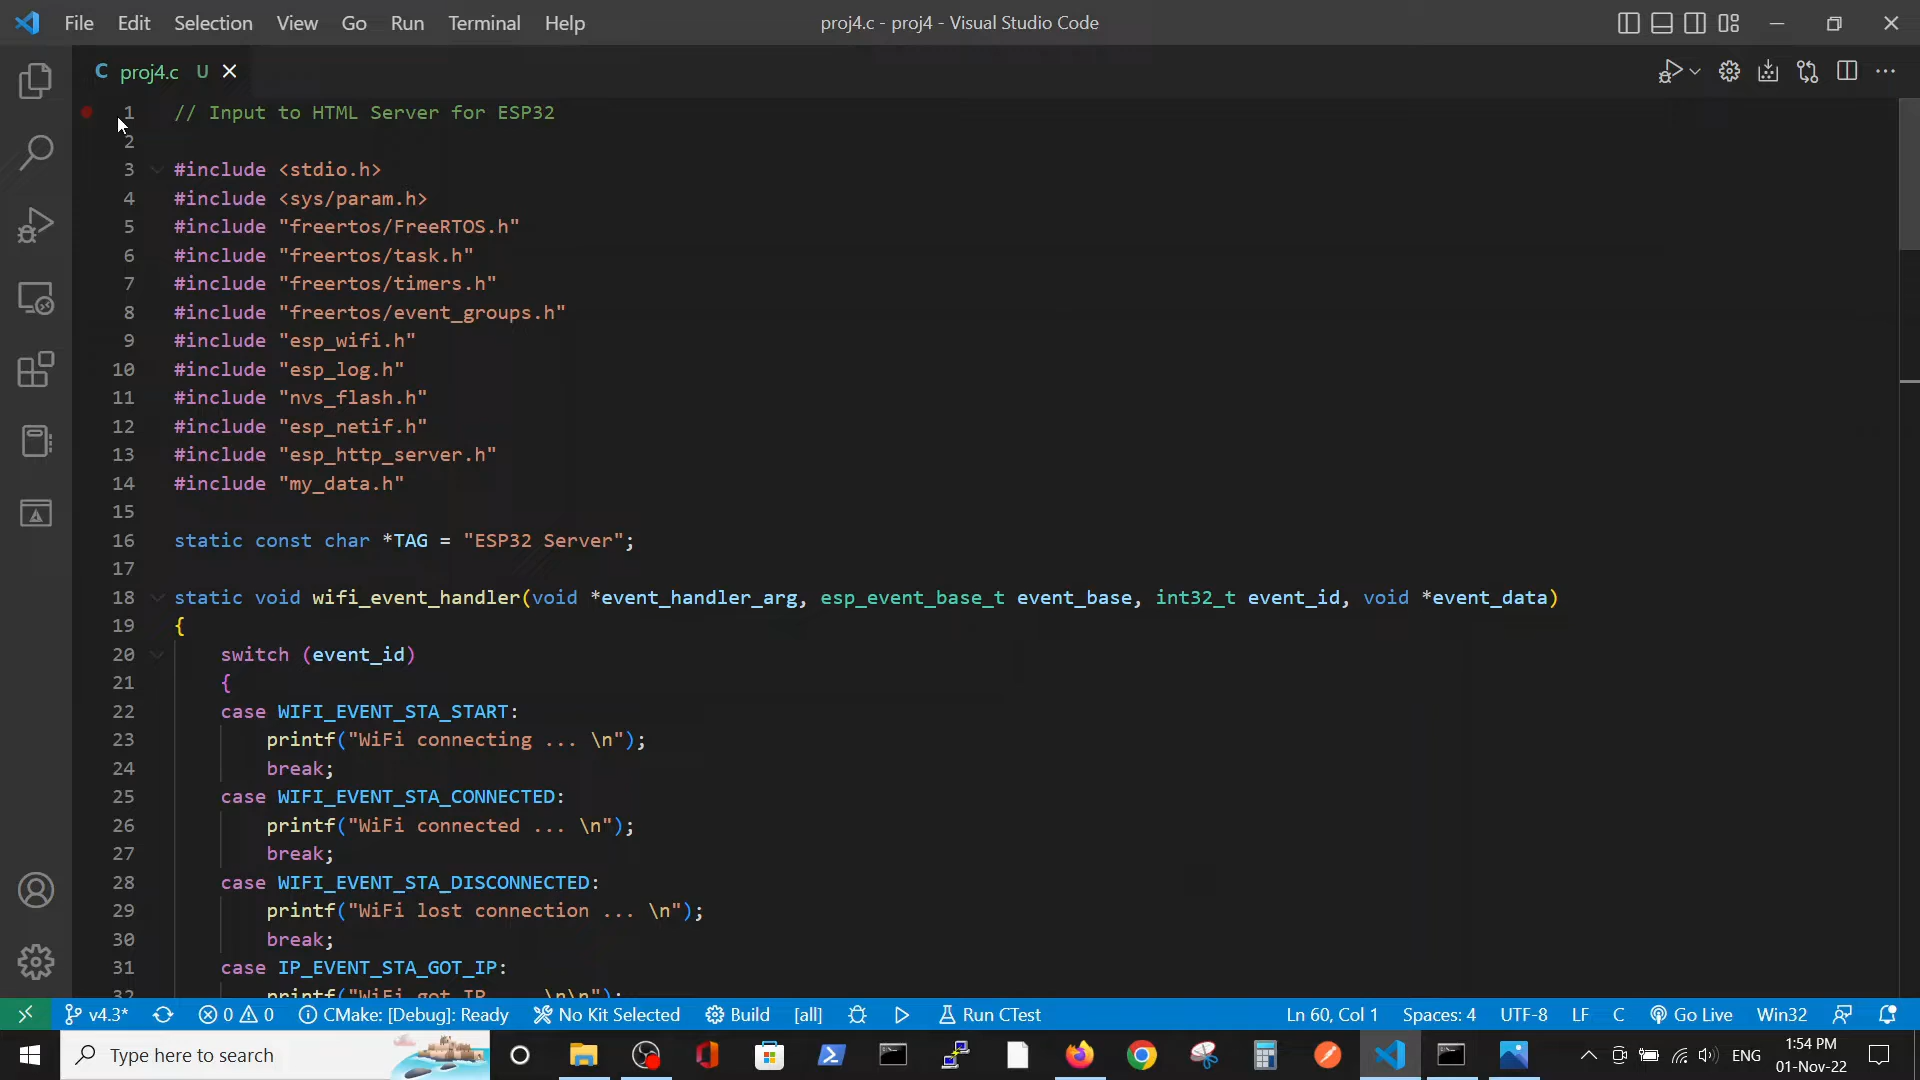 File Edit Selection View Go Run Terminal Help proj4.c - proj4 - Visual Studio Code
C proj4.c U
1 // Input to HTML Server for ESP32
2
3 #include <stdio.h>
4 #include <sys/param.h>
5 #include "freertos/FreeRTOS.h"
6 #include "freertos/task.h"
7 #include "freertos/timers.h"
8 #include "freertos/event_groups.h"
9 #include "esp_wifi.h"
10 #include "esp_log.h"
11 #include "nvs_flash.h"
12 #include "esp_netif.h"
13 #include "esp_http_server.h"
14 #include "my_data.h"
15
16 static const char *TAG = "ESP32 Server";
17
18 static void wifi_event_handler(void *event_handler_arg, esp_event_base_t event_base, int32_t event_id, void *event_data)
19 {
20 switch (event_id)
21 {
22 case WIFI_EVENT_STA_START:
23 printf("WiFi connecting ... \n");
24 break;
25 case WIFI_EVENT_STA_CONNECTED:
26 printf("WiFi connected ... \n");
27 break;
28 case WIFI_EVENT_STA_DISCONNECTED:
29 printf("WiFi lost connection ... \n");
30 break;
31 case IP_EVENT_STA_GOT_IP:
32 printf("WiFi got IP ... \n\n");
v4.3* 0 0 CMake: [Debug]: Ready No Kit Selected Build [all] Run CTest Ln 60, Col 1 Spaces: 4 UTF-8 LF C Go Live Win32
Type here to search ENG 1:54 PM
01-Nov-22